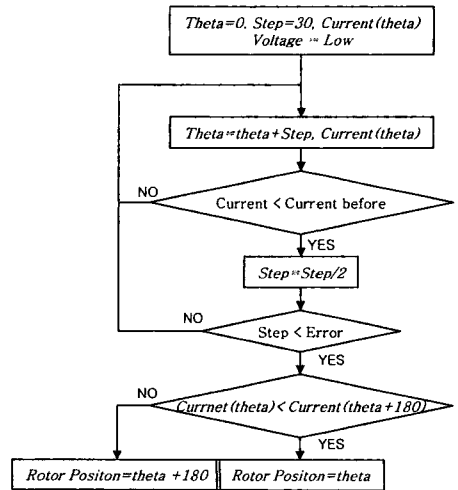 Theta=0. Step=30, Current(theta)
Voltage = Low
Theta=theta+Step, Current(theta)
NO
Current < Current before
YES
Step=Step/2
NO
Step < Error
YES
NO
Currnet(theta)<Current(theta+180)
YES
Rotor Positon=theta +180
Rotor Positon=theta